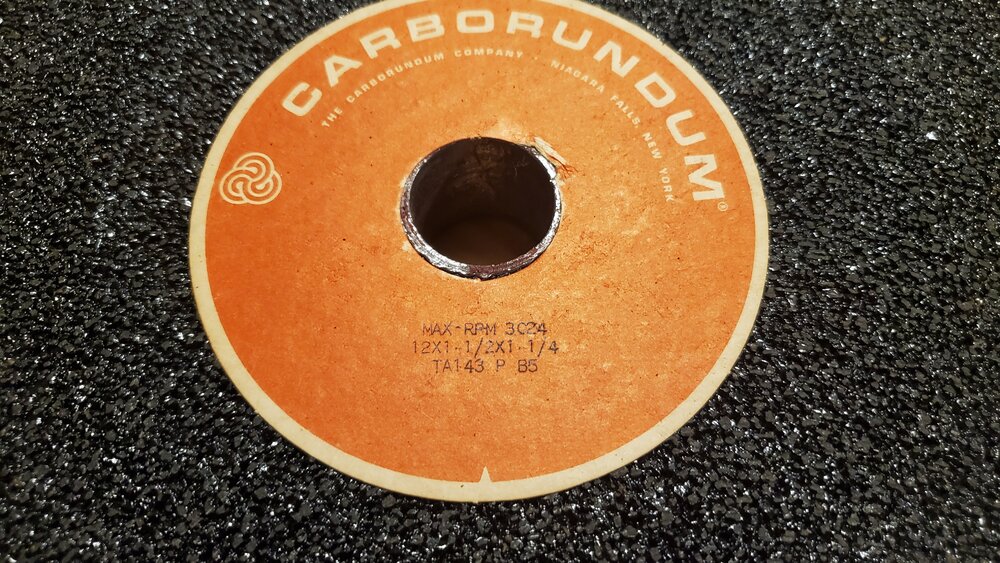 CARBORUNDUM®
THE CARBORUNDUM COMPANY · NIAGARA FALLS, NEW YORK
MAX-RPM 3024
12X1-1/2X1-1/4
TA143 P B5